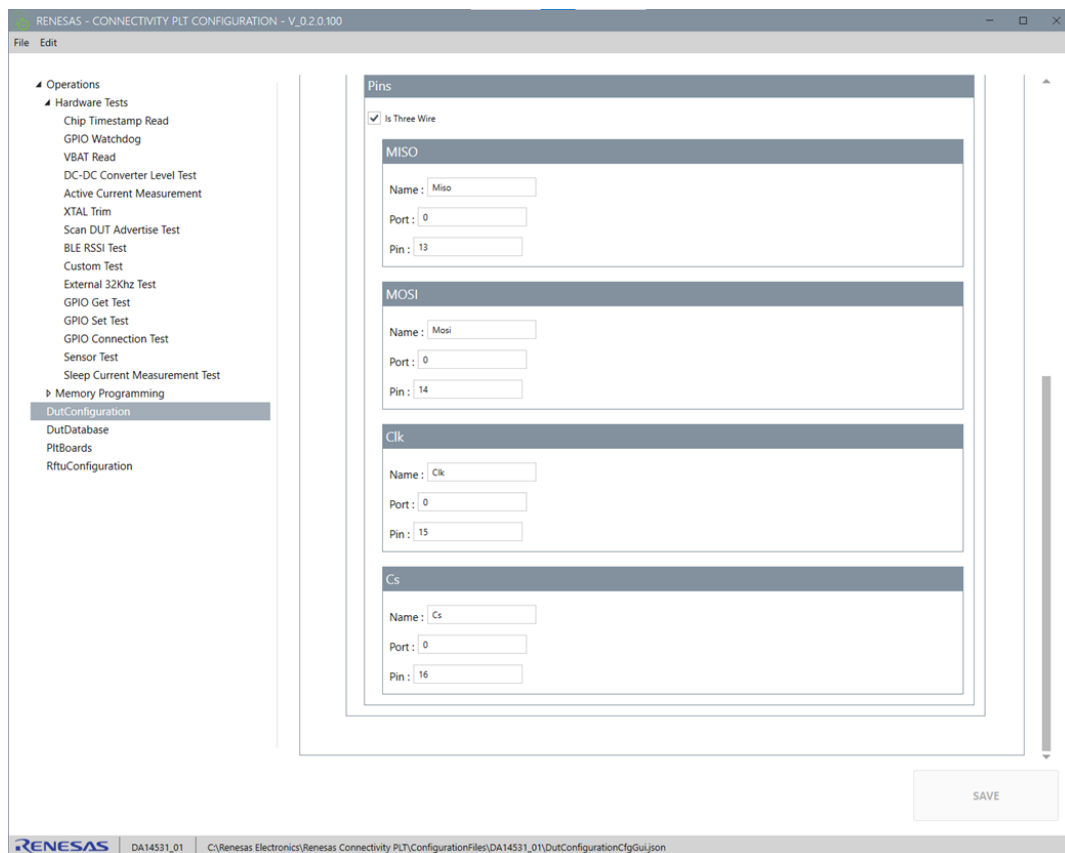 RENESAS - CONNECTIVITY PLT CONFIGURATION - V_0.2.0.100
File Edit
Operations
Hardware Tests
Chip Timestamp Read
GPIO Watchdog
VBAT Read
DC-DC Converter Level Test
Active Current Measurement
XTAL Trim
Scan DUT Advertise Test
BLE RSSI Test
Custom Test
External 32Khz Test
GPIO Get Test
GPIO Set Test
GPIO Connection Test
Sensor Test
Sleep Current Measurement Test
Memory Programming
DutConfiguration
DutDatabase
PltBoards
RftuConfiguration
Pins
Is Three Wire
MISO
Name : Miso
Port : 0
Pin : 13
MOSI
Name : Mosi
Port : 0
Pin : 14
Clk
Name : Clk
Port : 0
Pin : 15
Cs
Name : Cs
Port : 0
Pin : 16
SAVE
RENESAS DA14531_01 C:\Renesas Electronics\Renesas Connectivity PLT\ConfigurationFiles\DA14531_01\DutConfigurationCfgGui.json